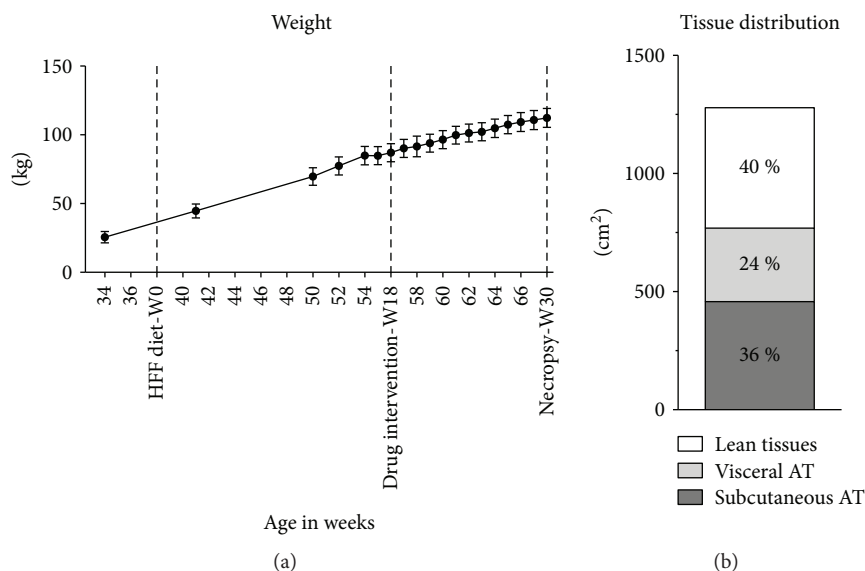 Weight
150
100
50
0
(kg)
34
36
HFF diet-W0
40
42
44
46
48
50
52
54
Drug intervention-W18
58
60
62
64
66
Necropsy-W30
Age in weeks
(a)
Tissue distribution
1500
1000
500
0
(cm²)
40 %
24 %
36 %
Lean tissues
Visceral AT
Subcutaneous AT
(b)